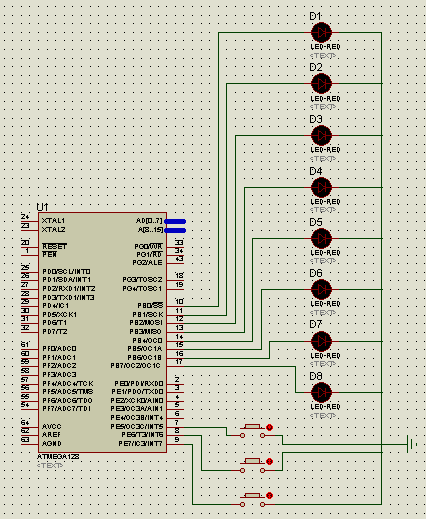 D1
LED-RED
<TEXT>
D2
LED-RED
<TEXT>
D3
LED-RED
<TEXT>
D4
LED-RED
<TEXT>
D5
LED-RED
<TEXT>
D6
LED-RED
<TEXT>
D7
LED-RED
<TEXT>
D8
LED-RED
<TEXT>
U1
24 XTAL1
23 XTAL2
20 RESET
1 PEN
25 PD0/SCL/INT0
26 PD1/SDA/INT1
27 PD2/RXD1/INT2
28 PD3/TXD1/INT3
29 PD4/IC1
30 PD5/XCK1
31 PD6/T1
32 PD7/T2
61 PF0/ADC0
60 PF1/ADC1
59 PF2/ADC2
58 PF3/ADC3
57 PF4/ADC4/TCK
56 PF5/ADC5/TMS
55 PF6/ADC6/TDO
54 PF7/ADC7/TDI
64 AVCC
62 AREF
63 AGND
AD[0..7]
A[8..15]
PG0/WR 33
PG1/RD 34
PG2/ALE 43
PG3/TOSC2 18
PG4/TOSC1 19
PB0/SS 10
PB1/SCK 11
PB2/MOSI 12
PB3/MISO 13
PB4/OC0 14
PB5/OC1A 15
PB6/OC1B 16
PB7/OC2/OC1C 17
PE0/PDI/RXD0 2
PE1/PDO/TXD0 3
PE2/XCK0/AIN0 4
PE3/OC3A/AIN1 5
PE4/OC3B/INT4 6
PE5/OC3C/INT5 7
PE6/T3/INT6 8
PE7/IC3/INT7 9
ATMEGA128
<TEXT>